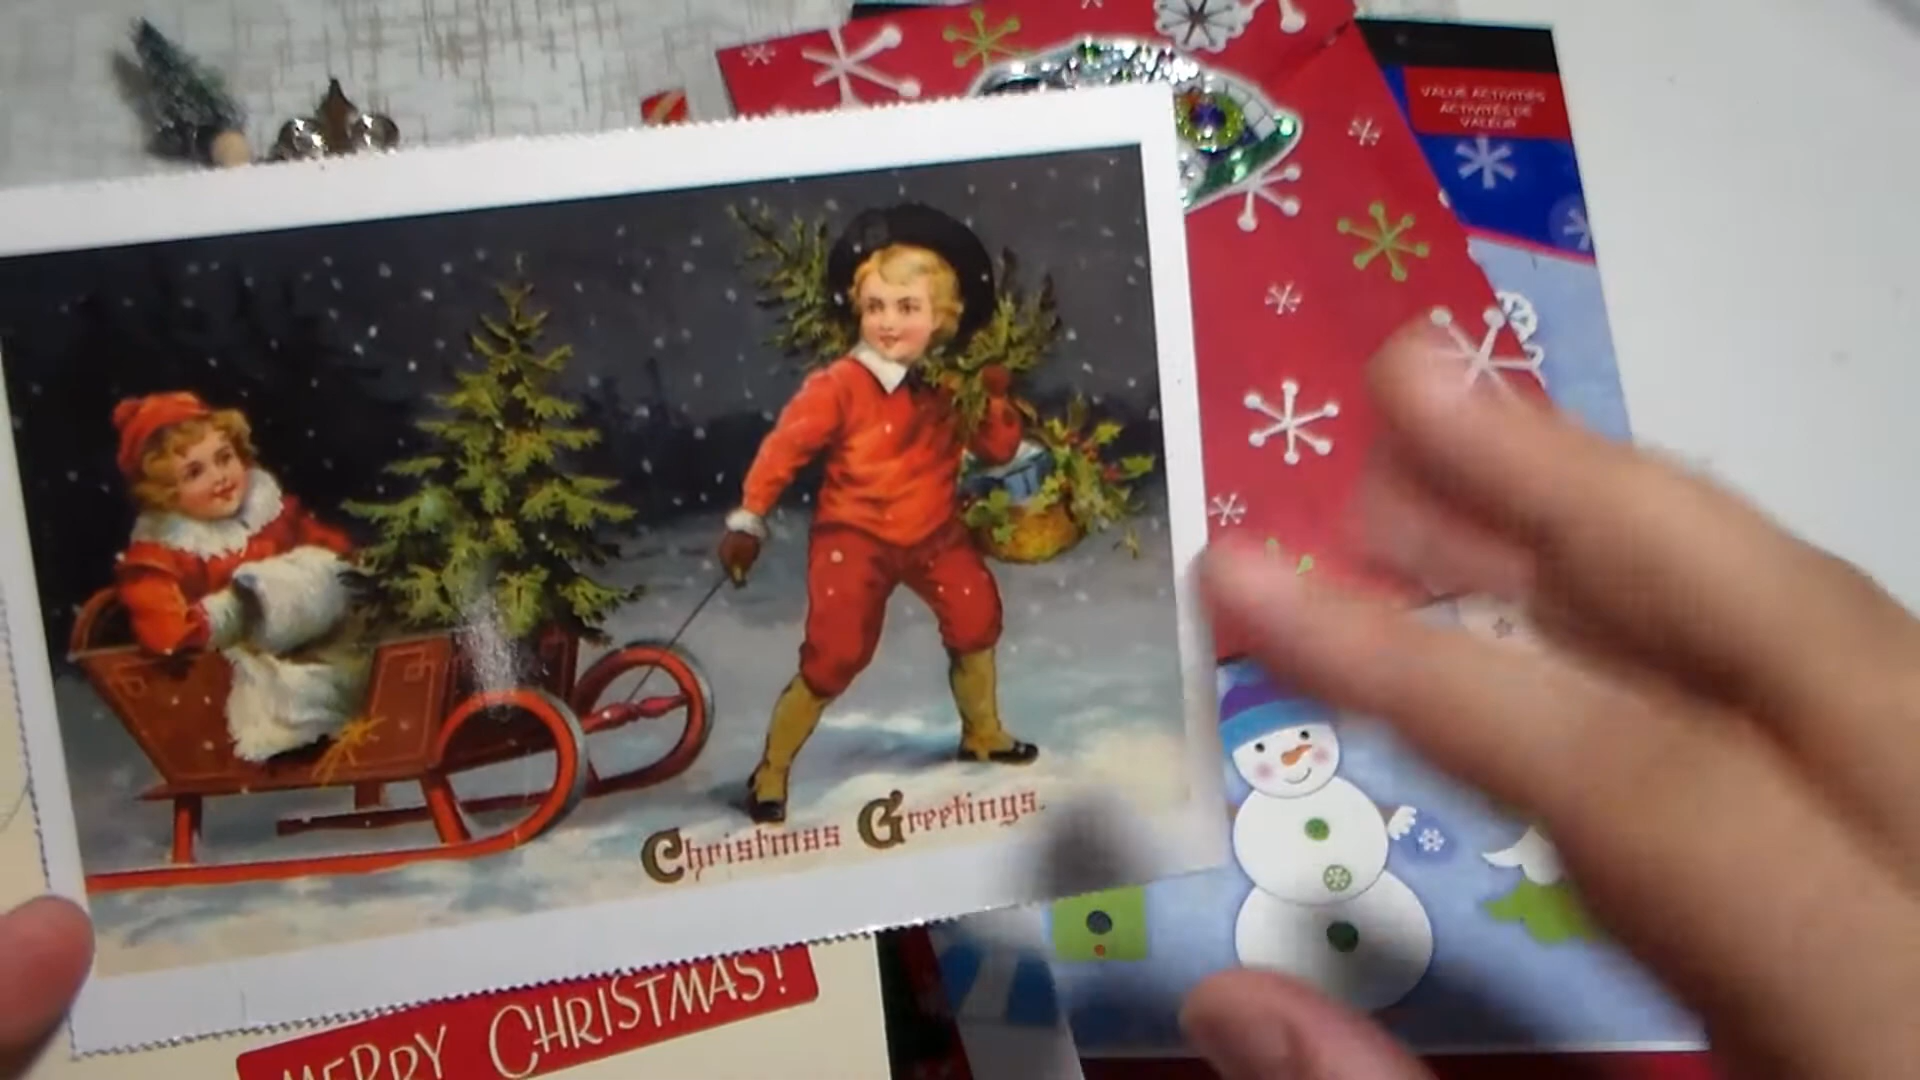 VALUE ACTIVITIES
ACTIVITÉS DE
VALEUR
Christmas Greetings.
MERRY CHRISTMAS!